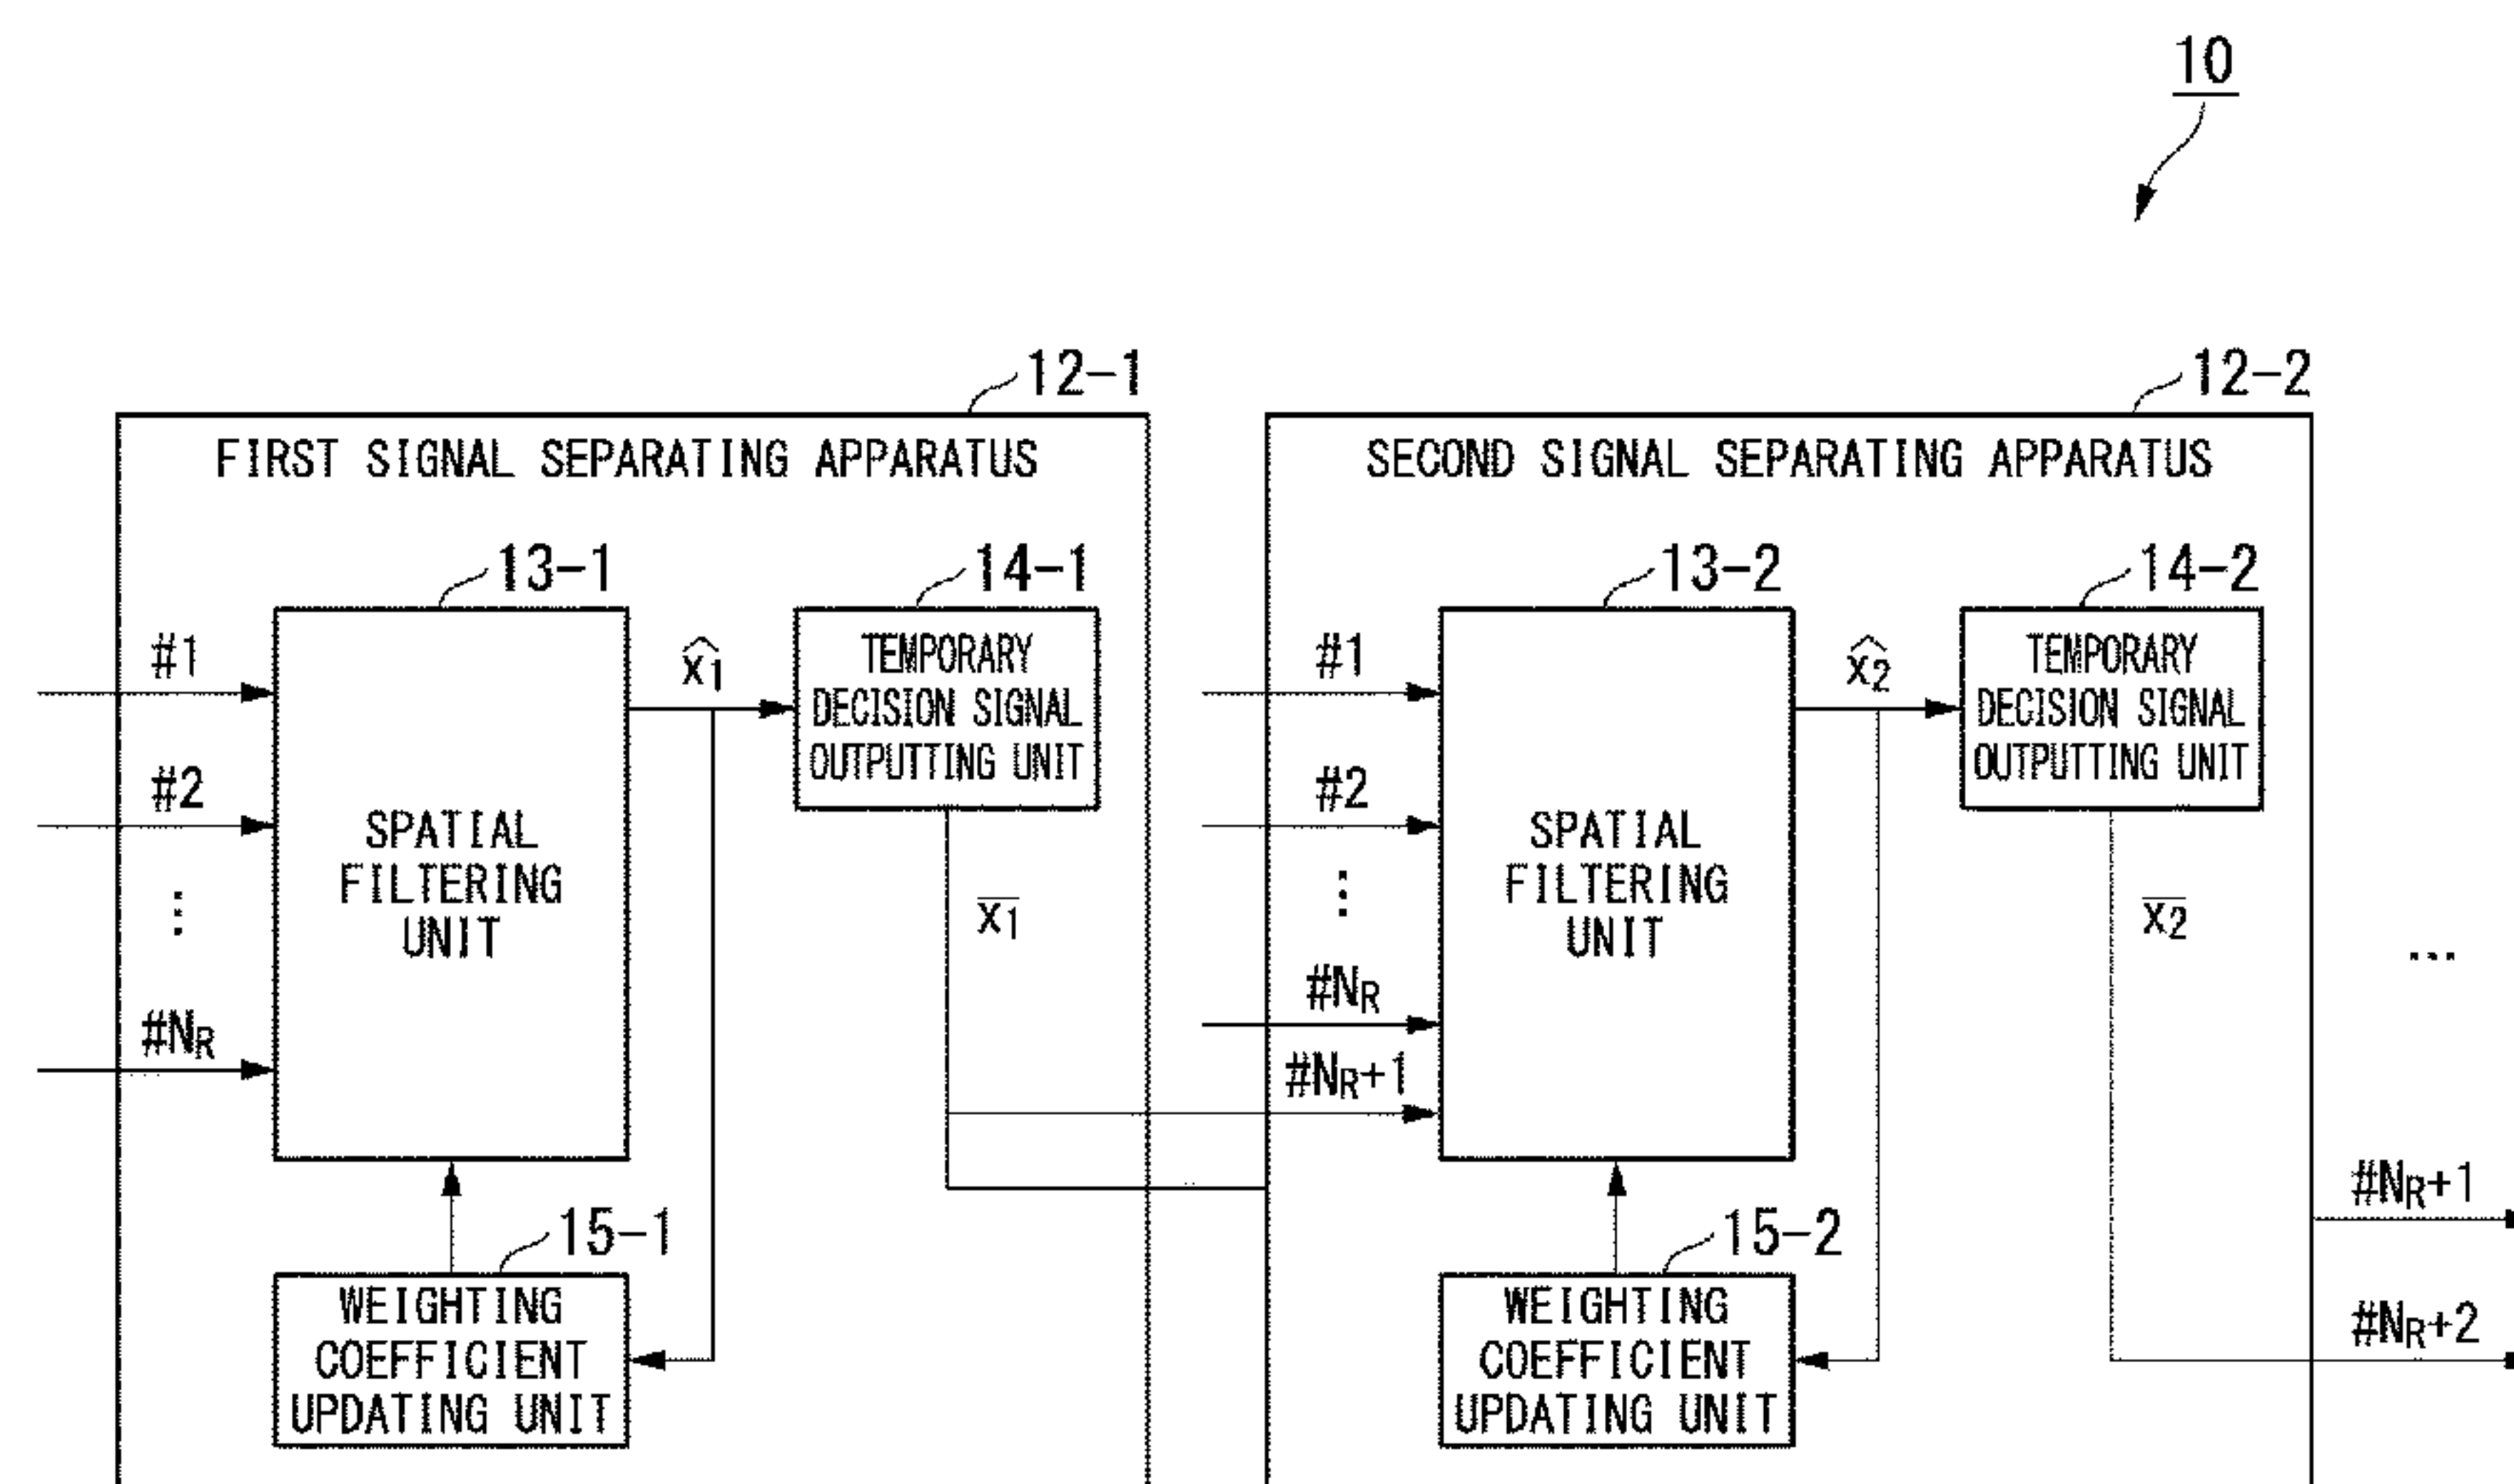 10
12-1
12-2
FIRST SIGNAL SEPARATING APPARATUS
SECOND SIGNAL SEPARATING APPARATUS
13-1
14-1
13-2
14-2
#1
#2
⋮
#NR
SPATIAL
FILTERING
UNIT
x̂1
TEMPORARY
DECISION SIGNAL
OUTPUTTING UNIT
x̅1
15-1
WEIGHTING
COEFFICIENT
UPDATING UNIT
#1
#2
⋮
#NR
#NR+1
SPATIAL
FILTERING
UNIT
x̂2
TEMPORARY
DECISION SIGNAL
OUTPUTTING UNIT
x̅2
15-2
WEIGHTING
COEFFICIENT
UPDATING UNIT
...
#NR+1
#NR+2